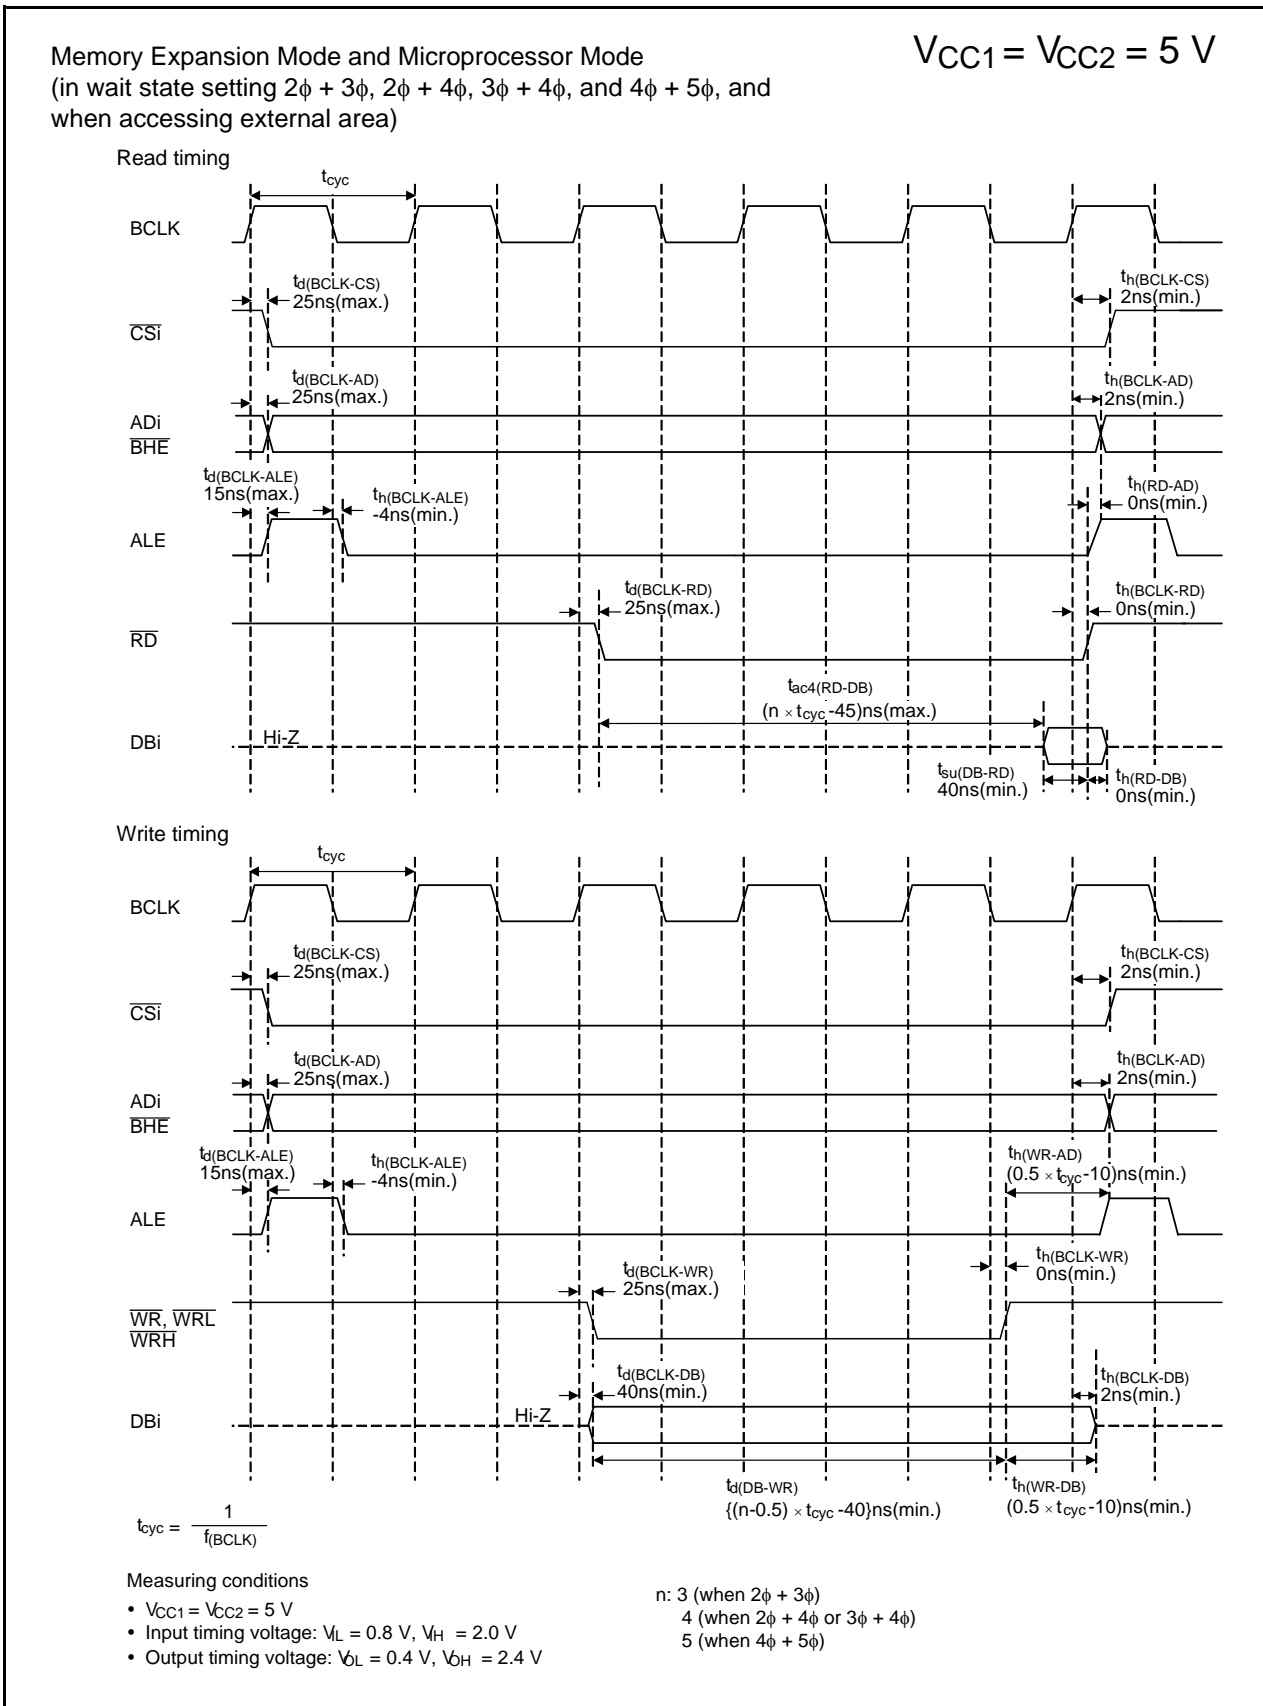 Memory Expansion Mode and Microprocessor Mode
(in wait state setting 2ϕ + 3ϕ, 2ϕ + 4ϕ, 3ϕ + 4ϕ, and 4ϕ + 5ϕ, and
when accessing external area)
VCC1 = VCC2 = 5 V
Read timing
tcyc
BCLK
td(BCLK-CS)
25ns(max.)
th(BCLK-CS)
2ns(min.)
CSi
td(BCLK-AD)
25ns(max.)
th(BCLK-AD)
2ns(min.)
ADi
BHE
td(BCLK-ALE)
15ns(max.)
th(BCLK-ALE)
-4ns(min.)
th(RD-AD)
0ns(min.)
ALE
td(BCLK-RD)
25ns(max.)
th(BCLK-RD)
0ns(min.)
RD
tac4(RD-DB)
(n × tcyc -45)ns(max.)
DBi
Hi-Z
tsu(DB-RD)
40ns(min.)
th(RD-DB)
0ns(min.)
Write timing
tcyc
BCLK
td(BCLK-CS)
25ns(max.)
th(BCLK-CS)
2ns(min.)
CSi
td(BCLK-AD)
25ns(max.)
th(BCLK-AD)
2ns(min.)
ADi
BHE
td(BCLK-ALE)
15ns(max.)
th(BCLK-ALE)
-4ns(min.)
th(WR-AD)
(0.5 × tcyc -10)ns(min.)
ALE
td(BCLK-WR)
25ns(max.)
th(BCLK-WR)
0ns(min.)
WR, WRL
WRH
td(BCLK-DB)
40ns(min.)
th(BCLK-DB)
2ns(min.)
DBi
Hi-Z
td(DB-WR)
{(n-0.5) × tcyc -40}ns(min.)
th(WR-DB)
(0.5 × tcyc -10)ns(min.)
tcyc = 1
f(BCLK)
Measuring conditions
• VCC1 = VCC2 = 5 V
• Input timing voltage: VIL = 0.8 V, VIH = 2.0 V
• Output timing voltage: VOL = 0.4 V, VOH = 2.4 V
n: 3 (when 2ϕ + 3ϕ)
4 (when 2ϕ + 4ϕ or 3ϕ + 4ϕ)
5 (when 4ϕ + 5ϕ)